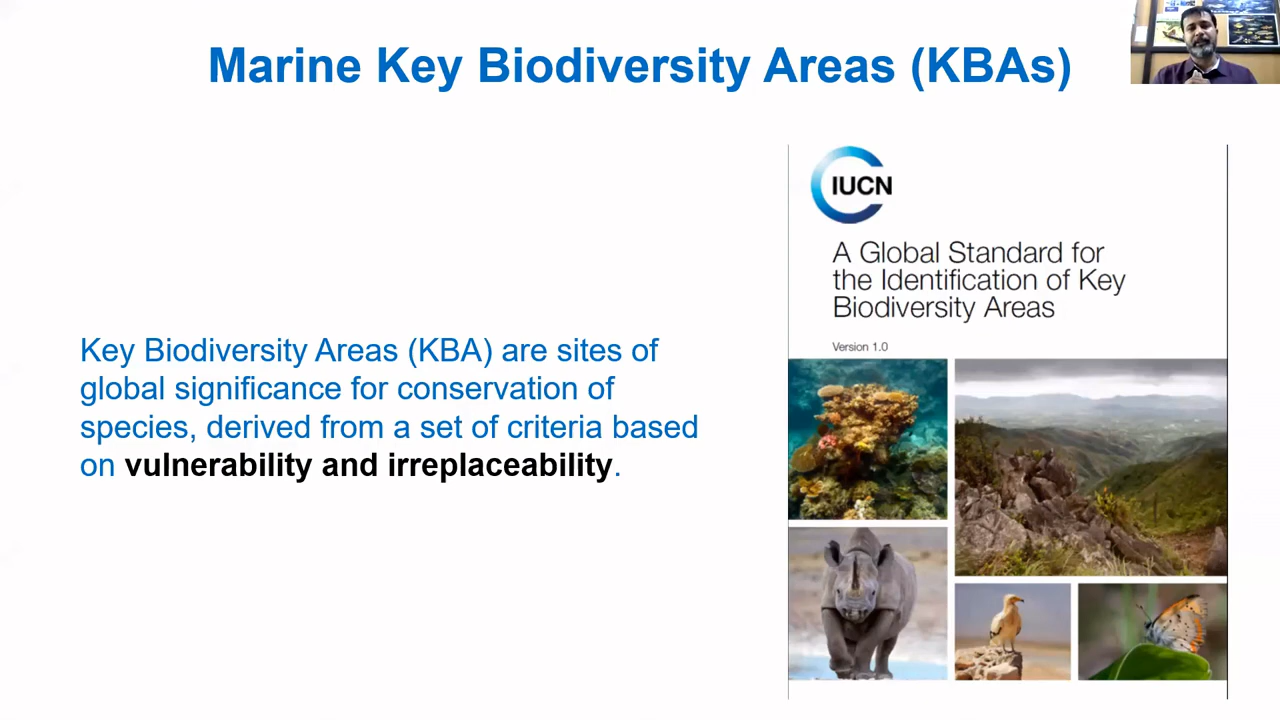 Marine Key Biodiversity Areas (KBAs)
IUCN
A Global Standard for
the Identification of Key
Biodiversity Areas
Version 1.0
Key Biodiversity Areas (KBA) are sites of
global significance for conservation of
species, derived from a set of criteria based
on vulnerability and irreplaceability.